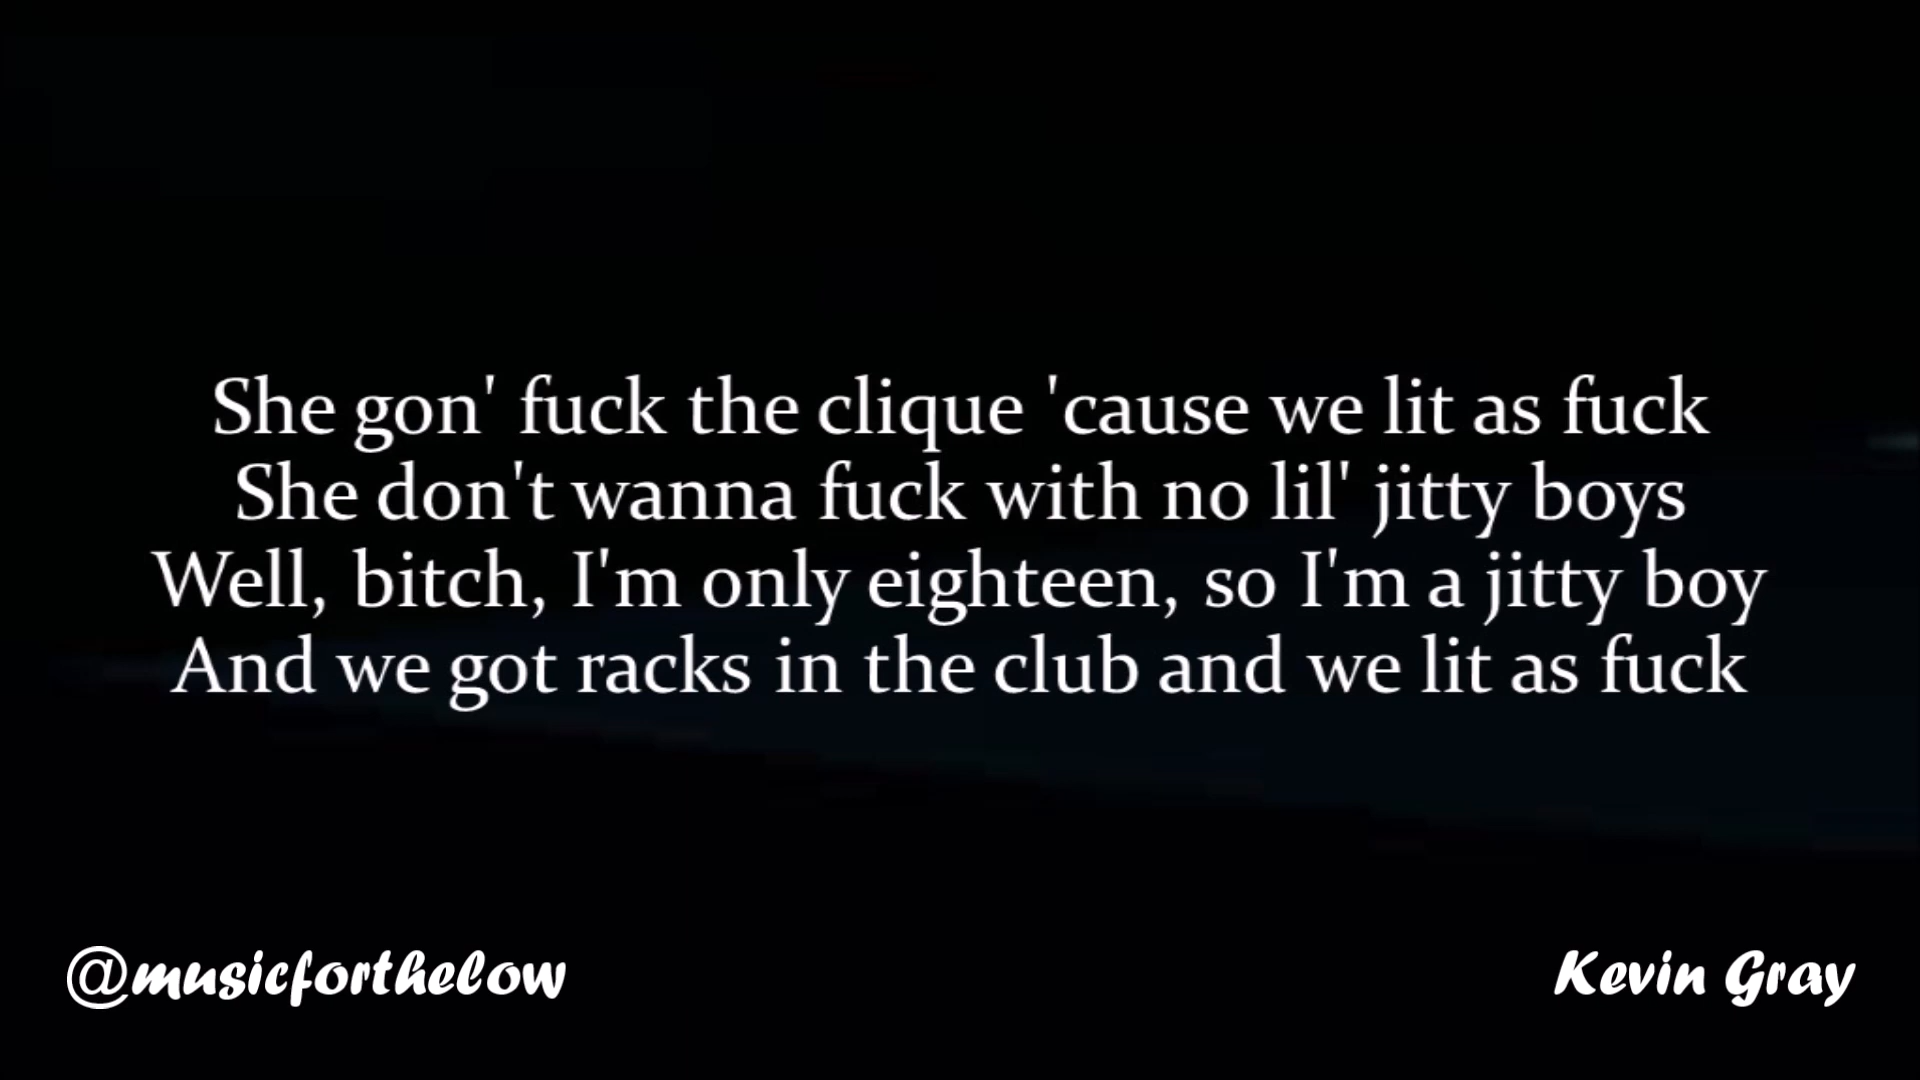 She gon' fuck the clique 'cause we lit as fuck
She don't wanna fuck with no lil' jitty boys
Well, bitch, I'm only eighteen, so I'm a jitty boy
And we got racks in the club and we lit as fuck
@musicforthelow
Kevin Gray